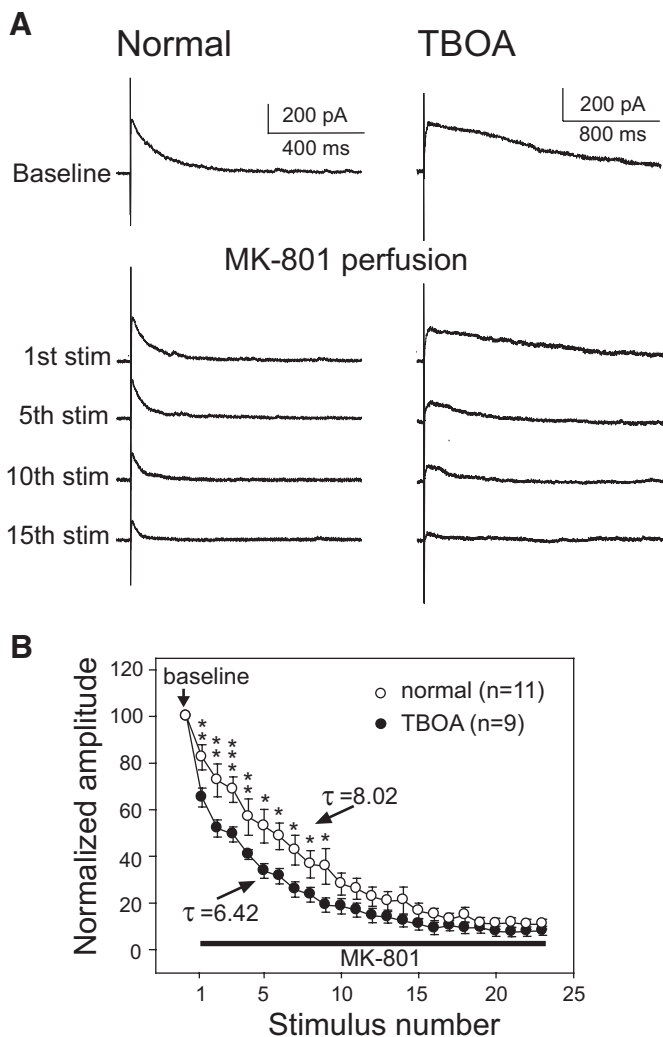 A
Normal
TBOA
200 pA
400 ms
200 pA
800 ms
Baseline
MK-801 perfusion
1st stim
5th stim
10th stim
15th stim
B
Normalized amplitude
120
100
80
60
40
20
0
baseline
normal (n=11)
TBOA (n=9)
**
**
***
**
*
*
*
*
*
τ=8.02
τ=6.42
MK-801
1
5
10
15
20
25
Stimulus number